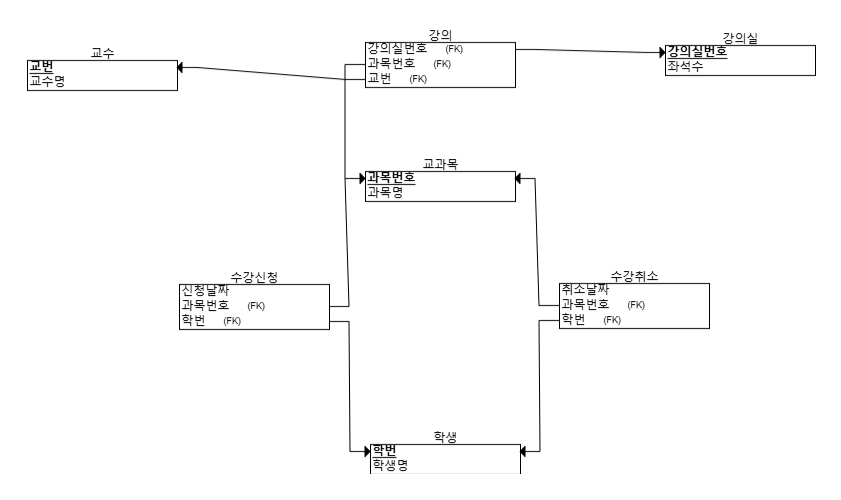 교수
교번
교수명
강의
강의실번호 (FK)
과목번호 (FK)
교번 (FK)
강의실
강의실번호
좌석수
교과목
과목번호
과목명
수강신청
신청날짜
과목번호 (FK)
학번 (FK)
수강취소
취소날짜
과목번호 (FK)
학번 (FK)
학생
학번
학생명